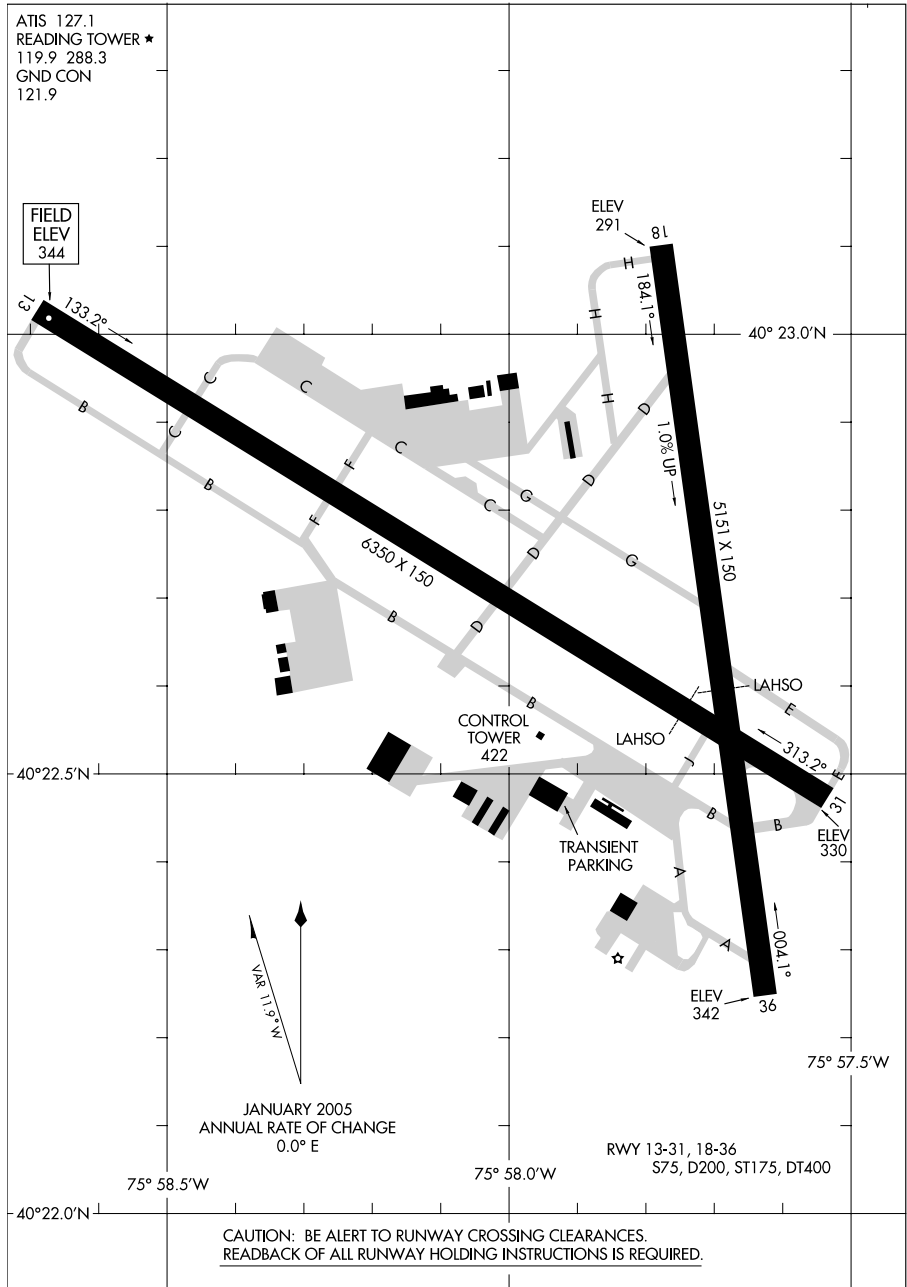 ATIS 127.1
READING TOWER ★
119.9 288.3
GND CON
121.9
FIELD
ELEV
344
ELEV
291
18
H
184.1°
H
13
133.2°
40° 23.0'N
C
C
B
H
D
C
C
1.0% UP
F
D
B
G
C
5151 X 150
F
6350 X 150
D
G
B
D
LAHSO
B
E
CONTROL
TOWER
422
LAHSO
313.2°
J
40°22.5'N
E
31
B
B
ELEV
330
TRANSIENT
PARKING
A
A
004.1°
ELEV
342
36
VAR 11.9° W
75° 57.5'W
JANUARY 2005
ANNUAL RATE OF CHANGE
0.0° E
RWY 13-31, 18-36
S75, D200, ST175, DT400
75° 58.5'W
75° 58.0'W
40°22.0'N
CAUTION: BE ALERT TO RUNWAY CROSSING CLEARANCES.
READBACK OF ALL RUNWAY HOLDING INSTRUCTIONS IS REQUIRED.